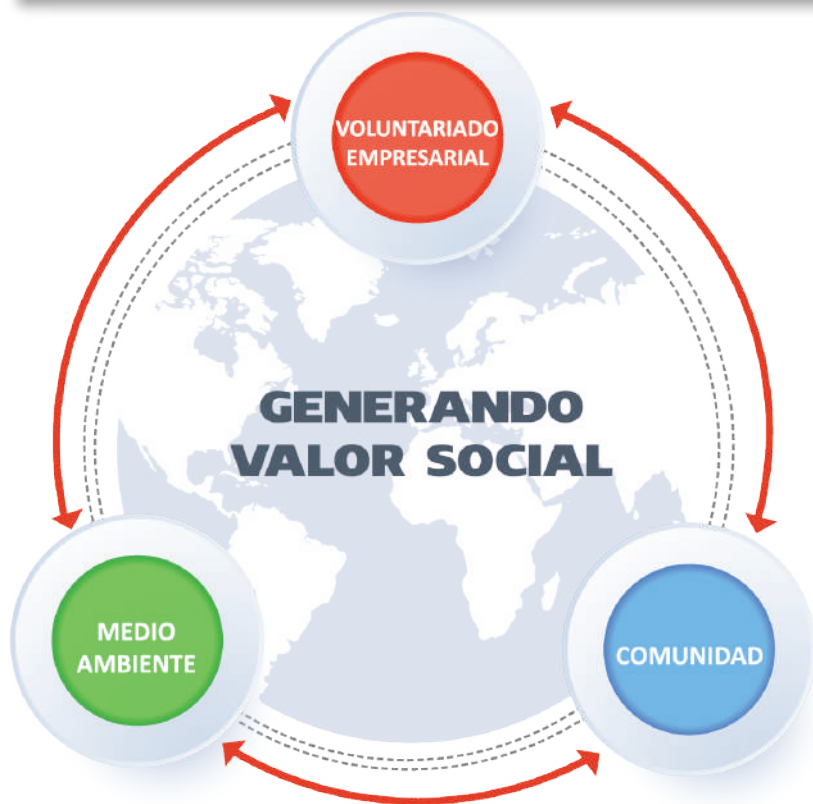 VOLUNTARIADO
EMPRESARIAL
GENERANDO
VALOR SOCIAL
MEDIO
AMBIENTE
COMUNIDAD